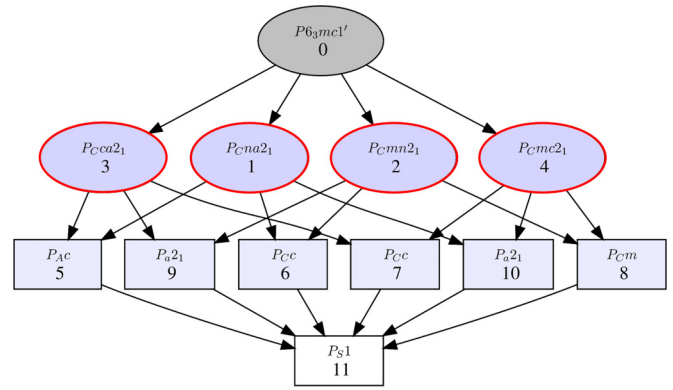 P6₃mc1′
0
P_Cca2₁
3
P_Cna2₁
1
P_Cmn2₁
2
P_Cmc2₁
4
P_Ac
5
P_a2₁
9
P_Cc
6
P_Cc
7
P_a2₁
10
P_Cm
8
P_S1
11